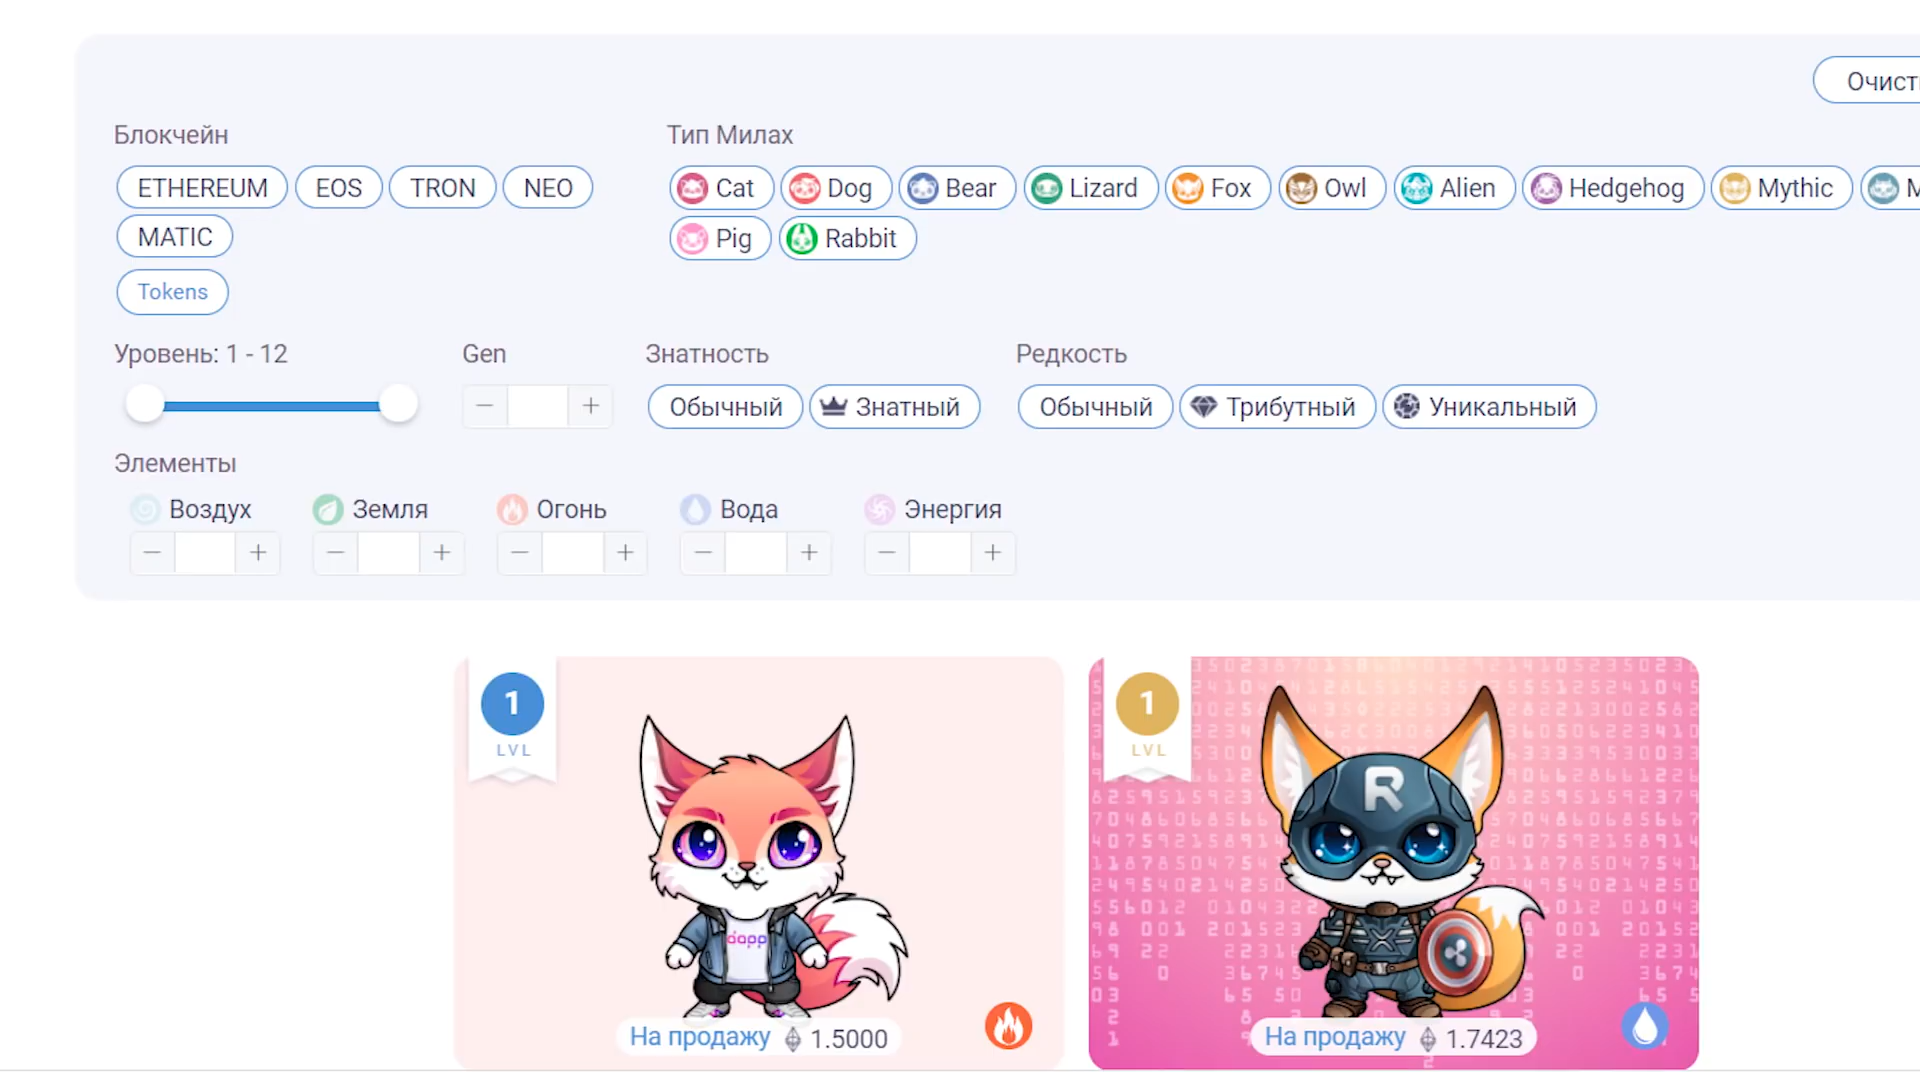 Очист
Блокчейн
Тип Милах
ETHEREUM EOS TRON NEO
Cat Dog Bear Lizard Fox Owl Alien Hedgehog Mythic M
MATIC
Pig Rabbit
Tokens
Уровень: 1 - 12
Gen
Знатность
Редкость
Обычный Знатный
Обычный Трибутный Уникальный
Элементы
Воздух Земля Огонь Вода Энергия
1
LVL
1
LVL
R
dapp
На продажу 1.5000
На продажу 1.7423